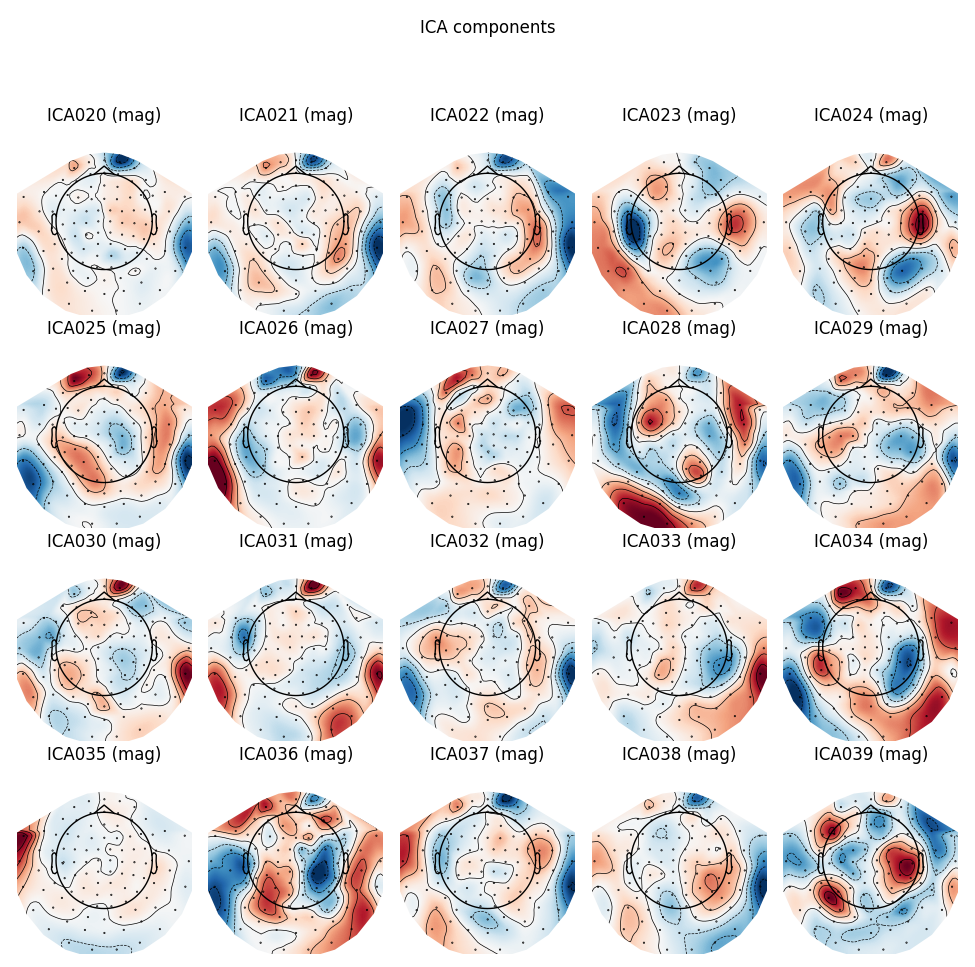 ICA components
ICA020 (mag) ICA021 (mag) ICA022 (mag) ICA023 (mag) ICA024 (mag)
ICA025 (mag) ICA026 (mag) ICA027 (mag) ICA028 (mag) ICA029 (mag)
ICA030 (mag) ICA031 (mag) ICA032 (mag) ICA033 (mag) ICA034 (mag)
ICA035 (mag) ICA036 (mag) ICA037 (mag) ICA038 (mag) ICA039 (mag)